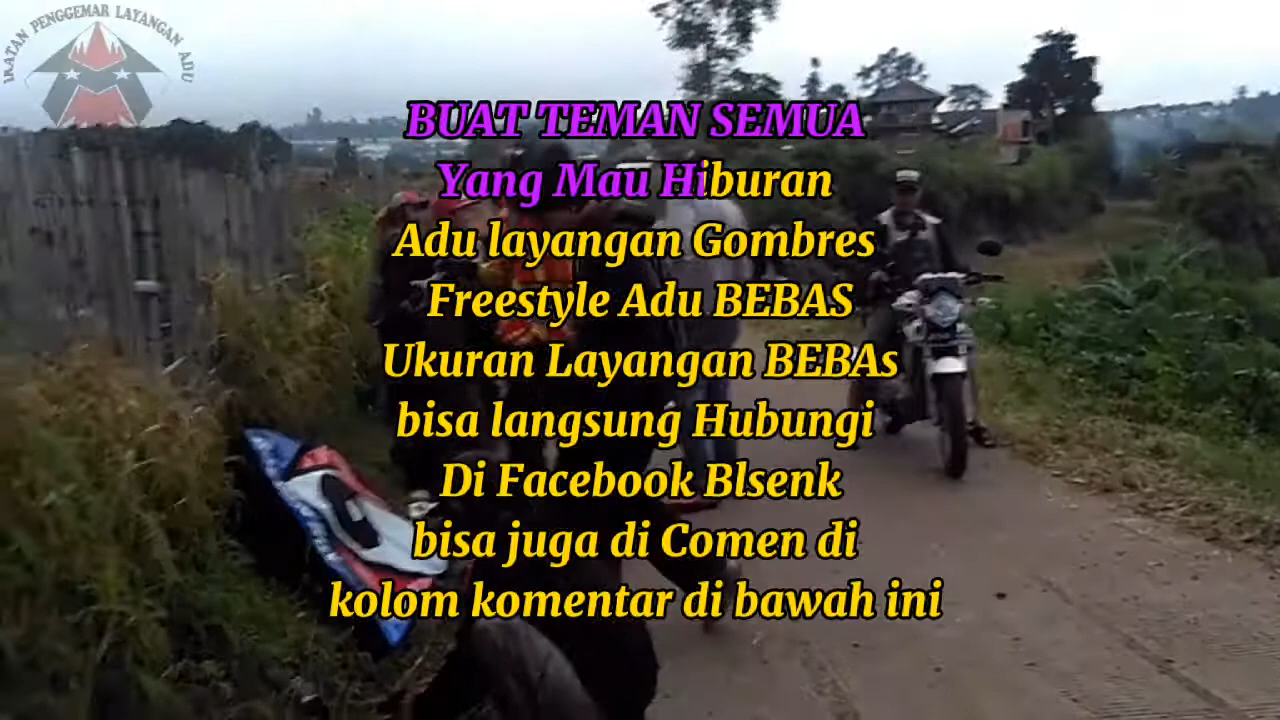 IKATAN PENGGEMAR LAYANGAN ADU
BUAT TEMAN SEMUA
Yang Mau Hiburan
Adu layangan Gombres
Freestyle Adu BEBAS
Ukuran Layangan BEBAs
bisa langsung Hubungi
Di Facebook Blsenk
bisa juga di Comen di
kolom komentar di bawah ini